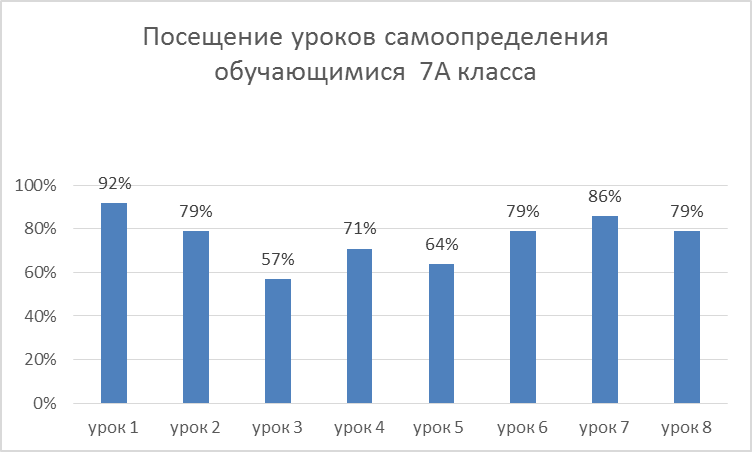 Посещение уроков самоопределения
обучающимися 7А класса
100%
80%
60%
40%
20%
0%
92%
79%
57%
71%
64%
79%
86%
79%
урок 1
урок 2
урок 3
урок 4
урок 5
урок 6
урок 7
урок 8